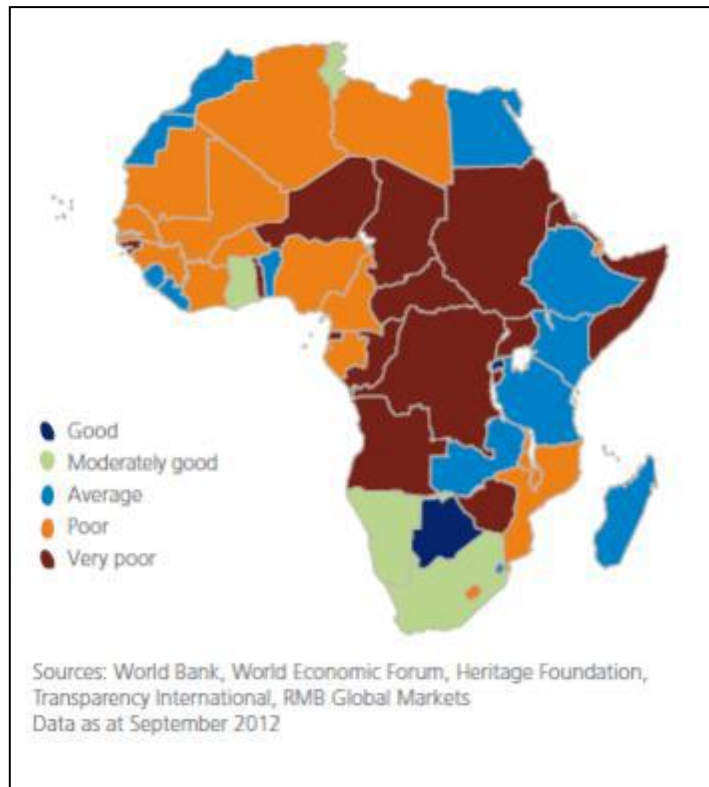 Good
Moderately good
Average
Poor
Very poor
Sources: World Bank, World Economic Forum, Heritage Foundation,
Transparency International, RMB Global Markets
Data as at September 2012